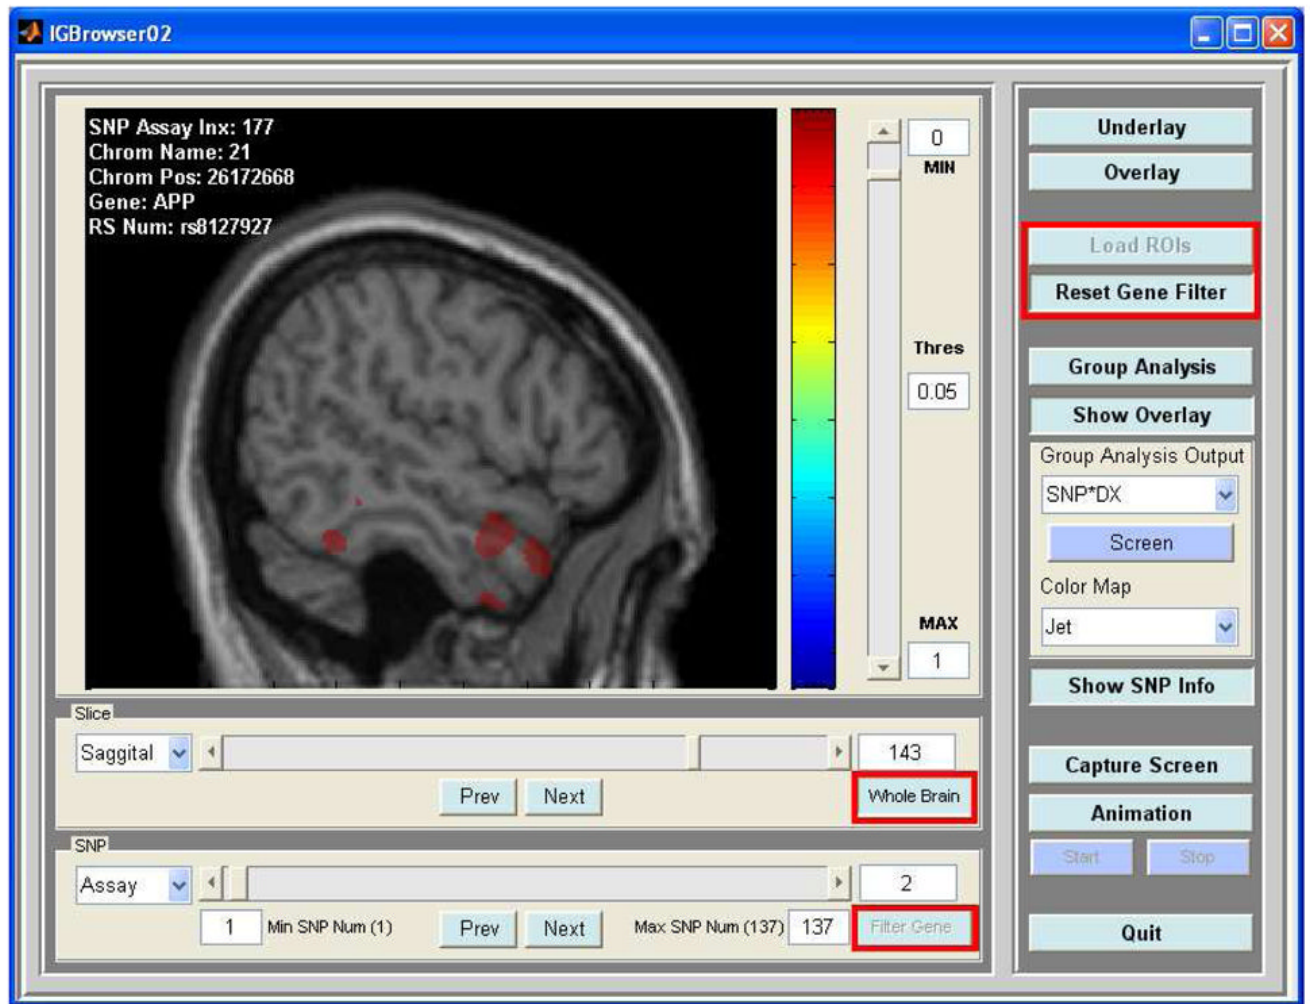 IGBrowser02
SNP Assay Inx: 177
Chrom Name: 21
Chrom Pos: 26172668
Gene: APP
RS Num: rs8127927
0
MIN
Thres
0.05
MAX
1
Slice
Saggital
143
Prev
Next
Whole Brain
SNP
Assay
2
1
Min SNP Num (1)
Prev
Next
Max SNP Num (137)
137
Filter Gene
Underlay
Overlay
Load ROIs
Reset Gene Filter
Group Analysis
Show Overlay
Group Analysis Output
SNP*DX
Screen
Color Map
Jet
Show SNP Info
Capture Screen
Animation
Start
Stop
Quit